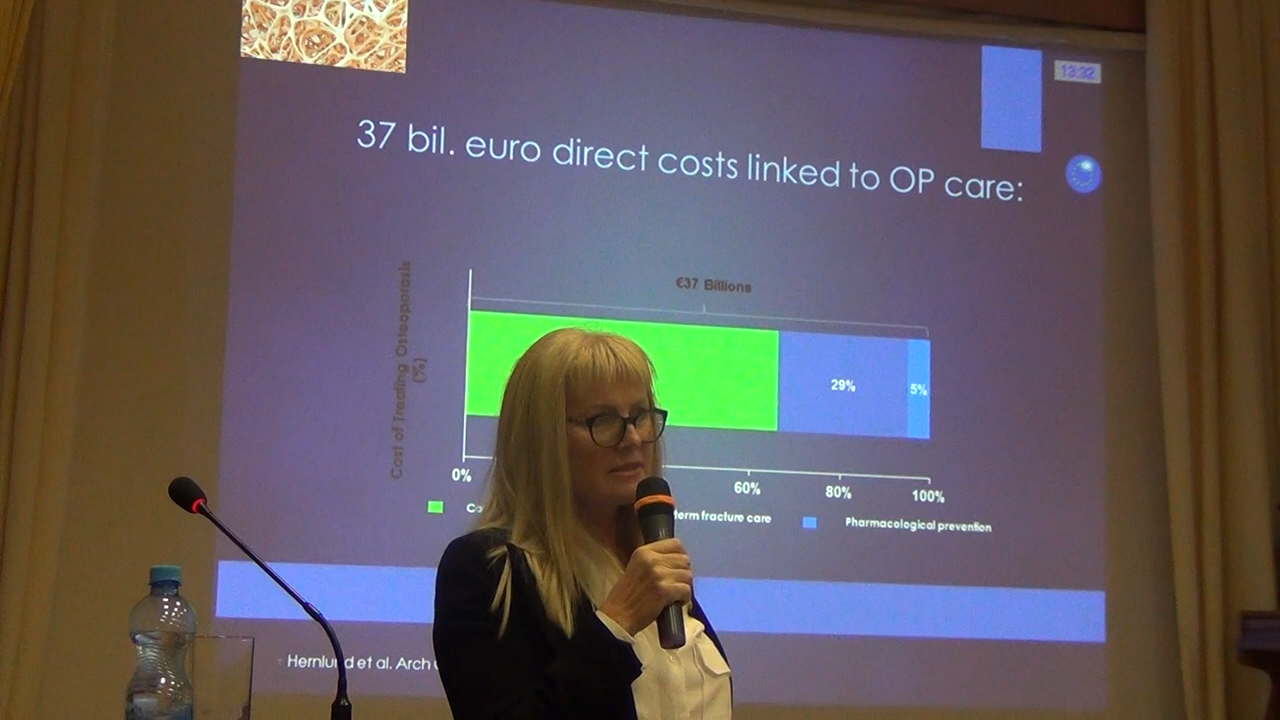 13:32
37 bil. euro direct costs linked to OP care:
€37 Billions
Cost of Treating Osteoporosis
(%)
29%
5%
0%
60%
80%
100%
term fracture care
Pharmacological prevention
Hernlund et al. Arch